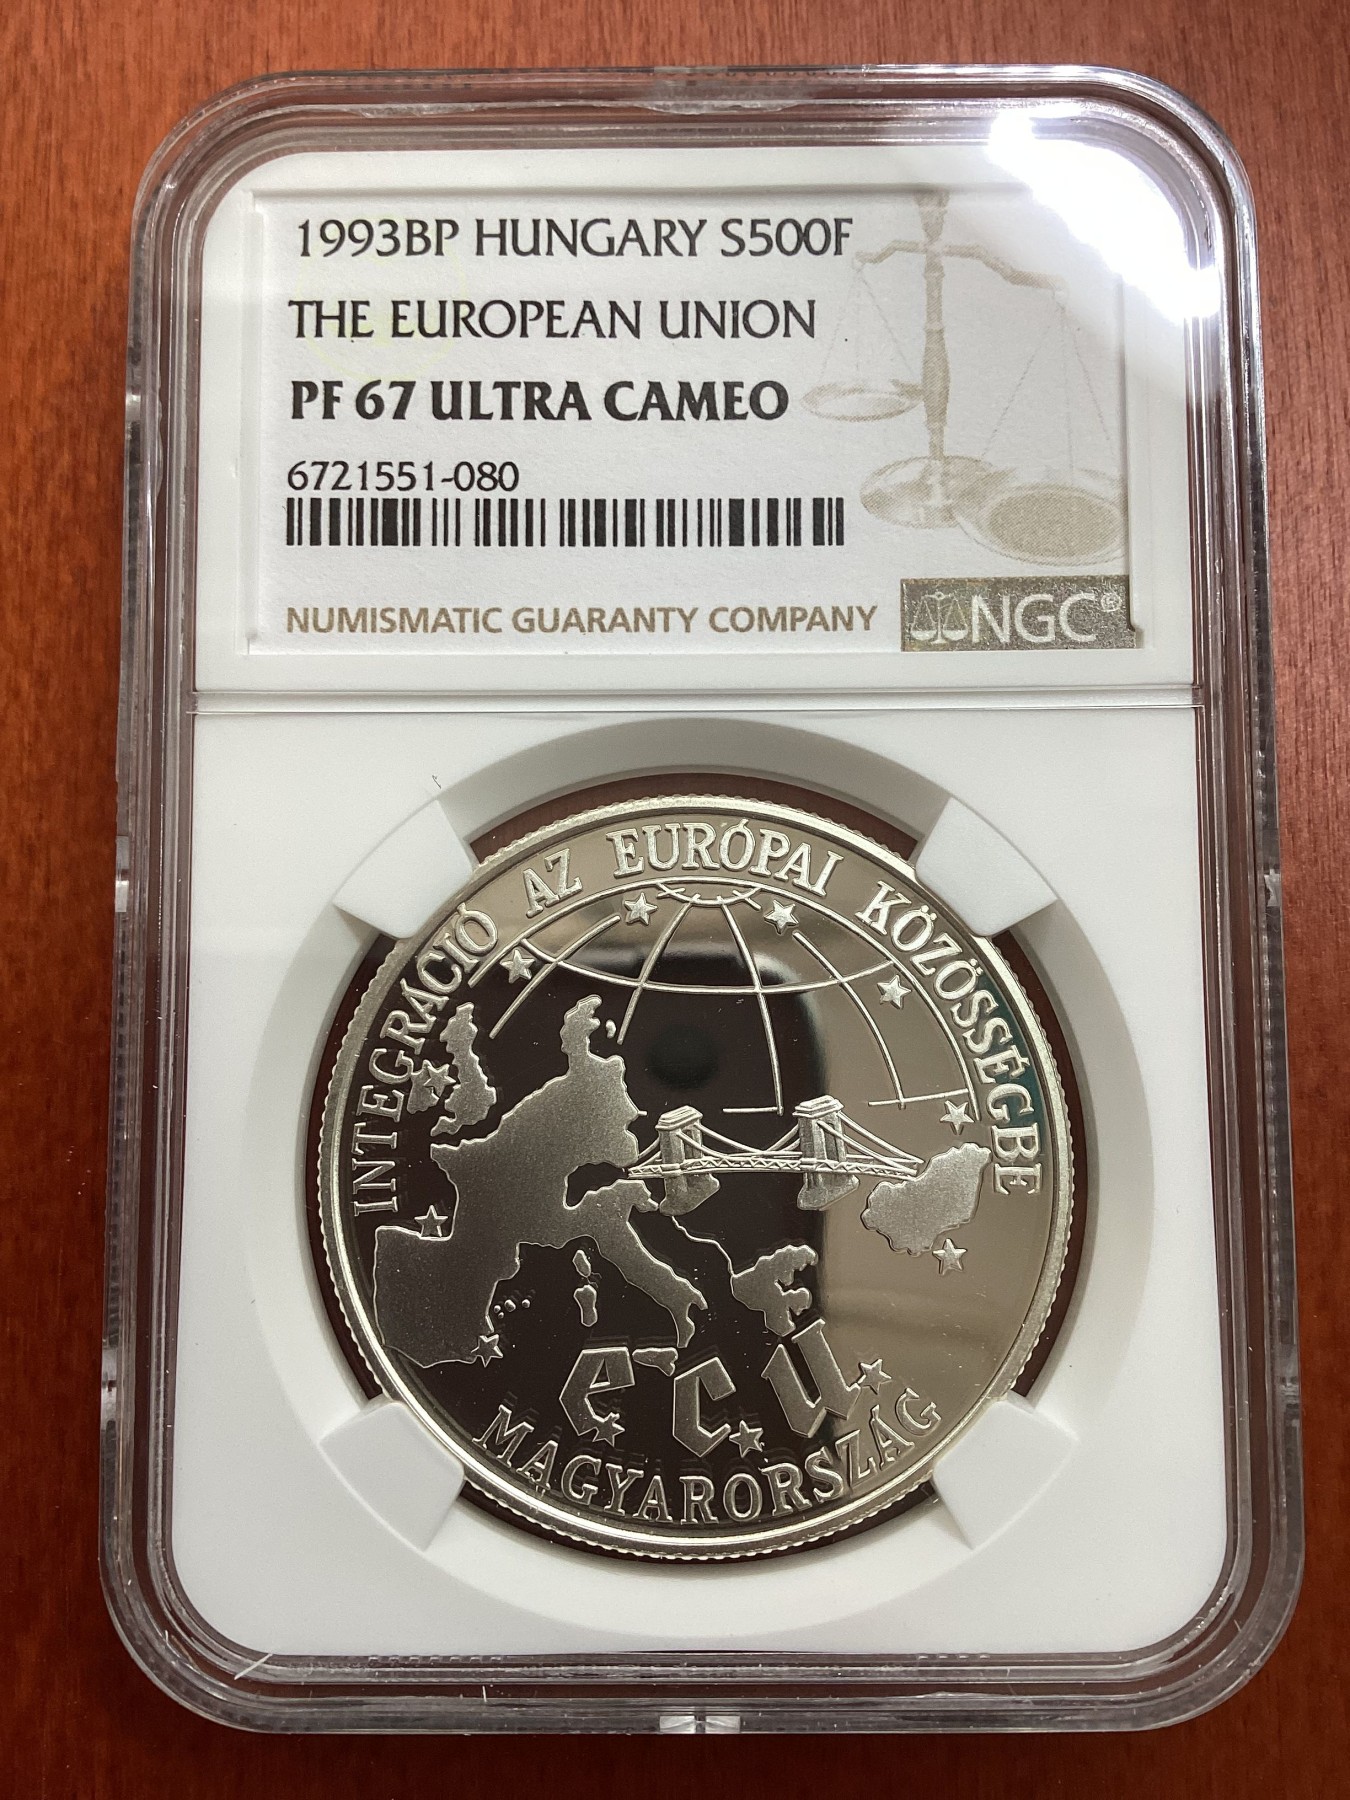 1993BP HUNGARY S500F
THE EUROPEAN UNION
PF 67 ULTRA CAMEO
6721551-080
NUMISMATIC GUARANTY COMPANY
NGC®
INTEGRÁCIÓ AZ EURÓPAI KÖZÖSSÉGBE
e.c.u
MAGYARORSZÁG